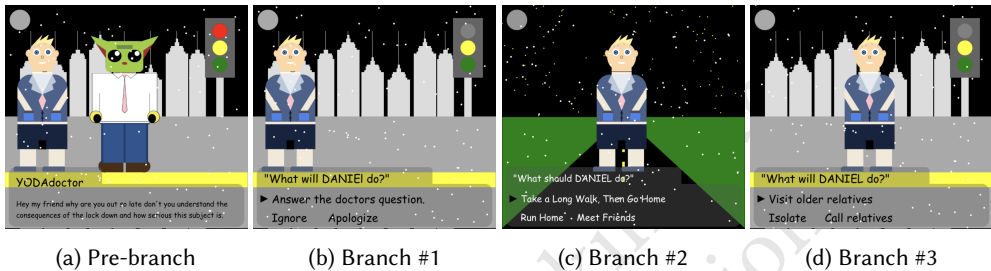 YODAdoctor
Hey my friend why are you out so late don't you understand the
consequences of the lock down and how serious this subject is.
"What will DANIEl do?"
Answer the doctors question.
Ignore Apologize
"What should DANIEL do?"
Take a Long Walk, Then Go Home
Run Home Meet Friends
"What will DANIEL do?"
Visit older relatives
Isolate Call relatives
(a) Pre-branch
(b) Branch #1
(c) Branch #2
(d) Branch #3